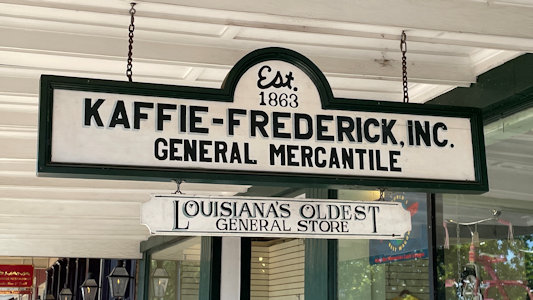 Est.
1863
KAFFIE-FREDERICK, INC.
GENERAL MERCANTILE
LOUISIANA'S OLDEST
GENERAL STORE